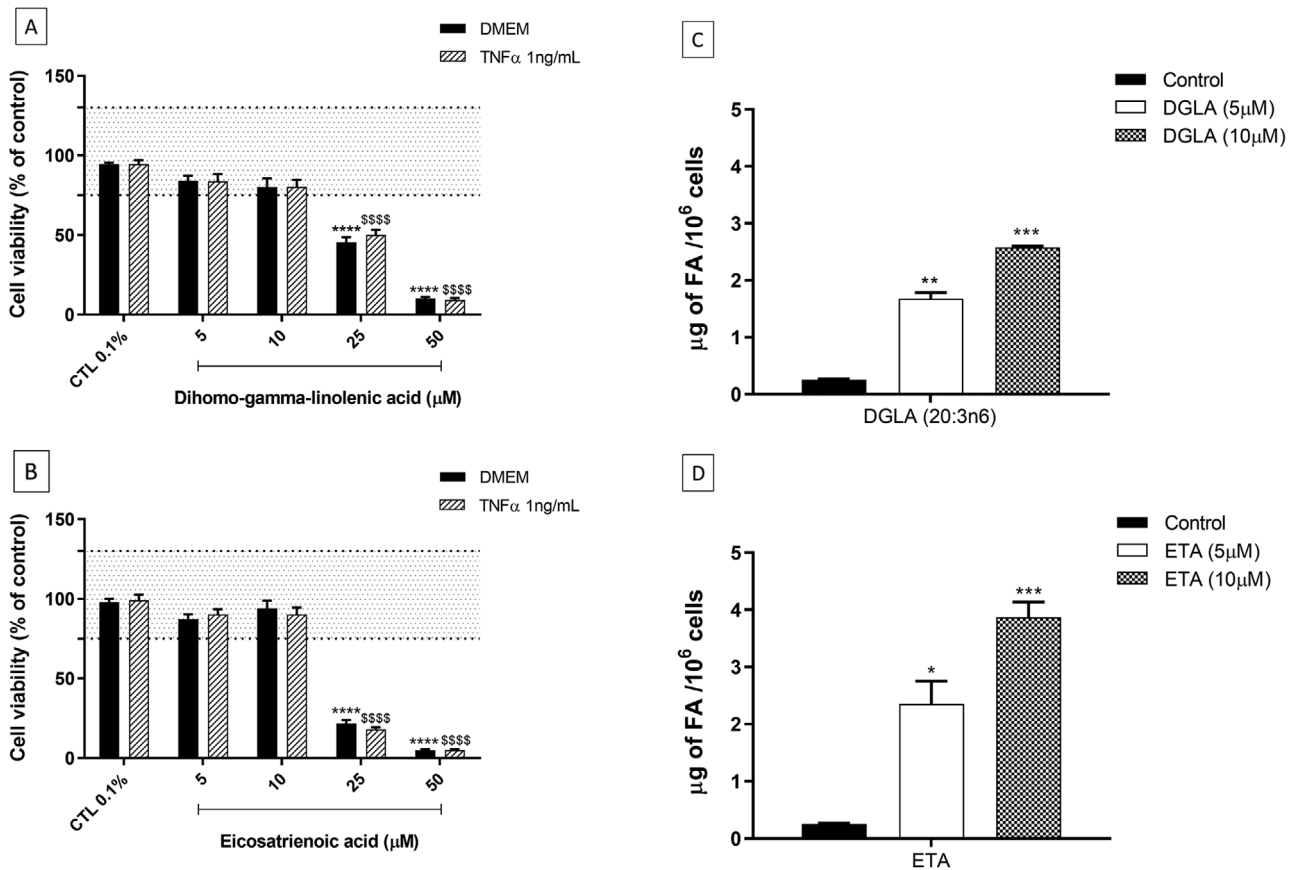 A
DMEM
TNFα 1ng/mL
Cell viability (% of control)
150
100
50
0
**** $$$$
**** $$$$
CTL 0.1%
5
10
25
50
Dihomo-gamma-linolenic acid (μM)
B
DMEM
TNFα 1ng/mL
Cell viability (% of control)
150
100
50
0
**** $$$$
**** $$$$
CTL 0.1%
5
10
25
50
Eicosatrienoic acid (μM)
C
Control
DGLA (5μM)
DGLA (10μM)
μg of FA /10⁶ cells
5
4
3
2
1
0
**
***
DGLA (20:3n6)
D
Control
ETA (5μM)
ETA (10μM)
μg of FA /10⁶ cells
5
4
3
2
1
0
*
***
ETA